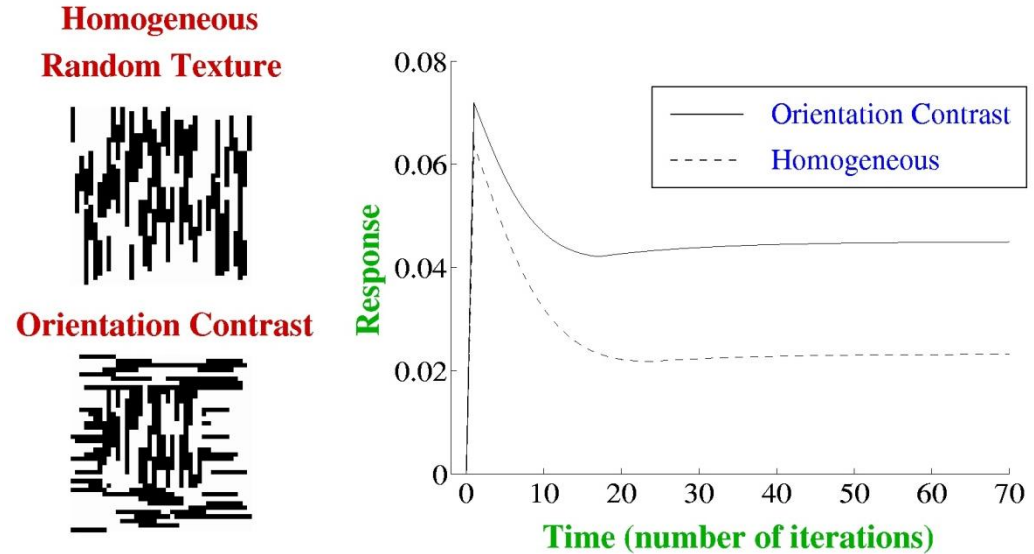 Homogeneous
Random Texture
Orientation Contrast
0.08
0.06
0.04
0.02
0
Response
Orientation Contrast
Homogeneous
0 10 20 30 40 50 60 70
Time (number of iterations)